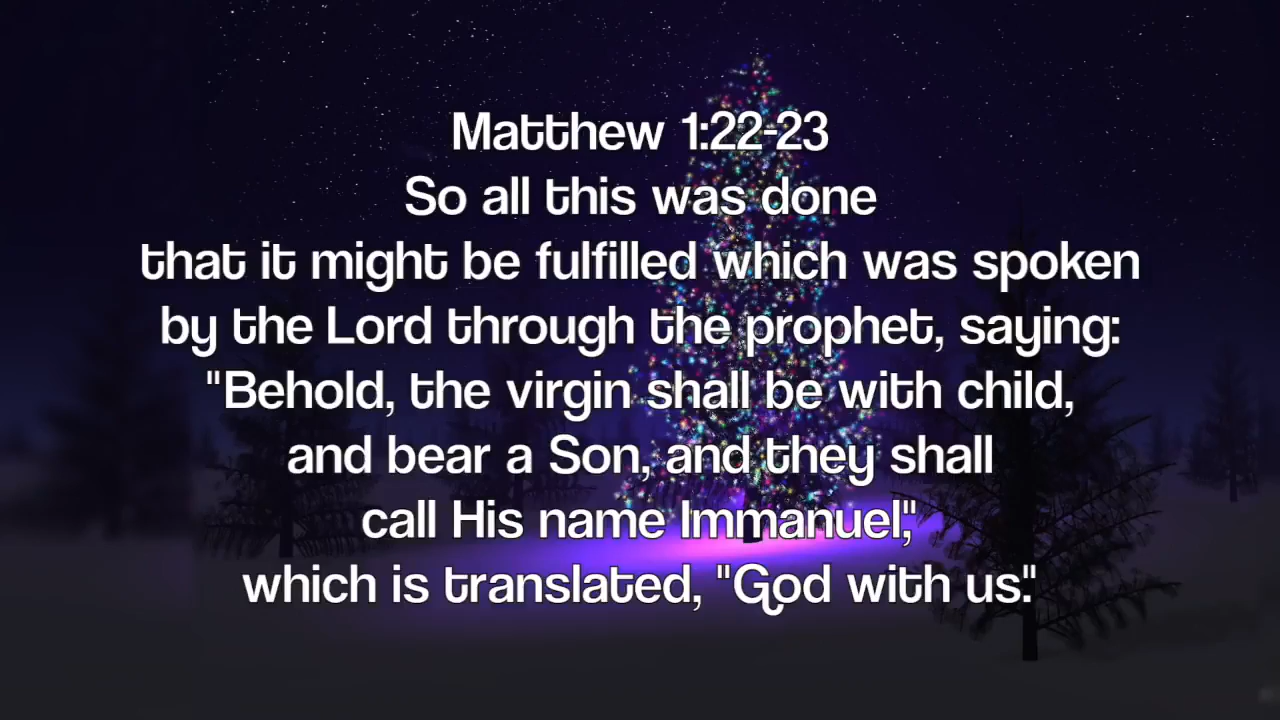 Matthew 1:22-23
So all this was done
that it might be fulfilled which was spoken
by the Lord through the prophet, saying:
"Behold, the virgin shall be with child,
and bear a Son, and they shall
call His name Immanuel,"
which is translated, "God with us."